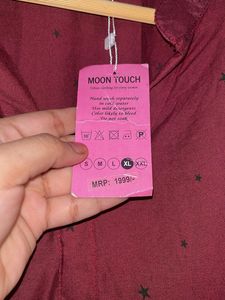 MOON TOUCH
Hand wash separately
in cold water
Use mild detergent
Color likely to bleed
Do not soak
P
S M L XL XXL
MRP: 1999/-